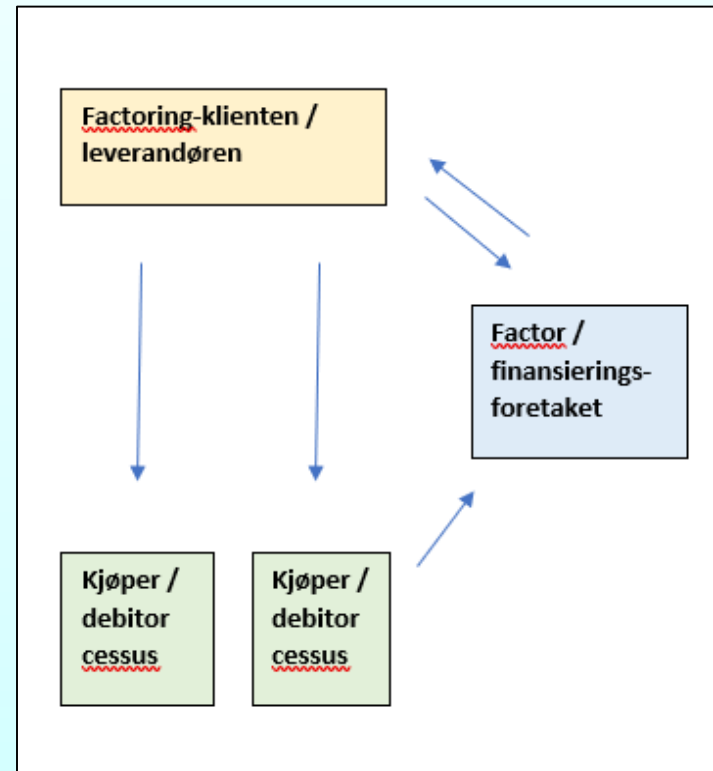 Factoring-klienten /
leverandøren
Factor /
finansierings-
foretaket
Kjøper /
debitor
cessus
Kjøper /
debitor
cessus